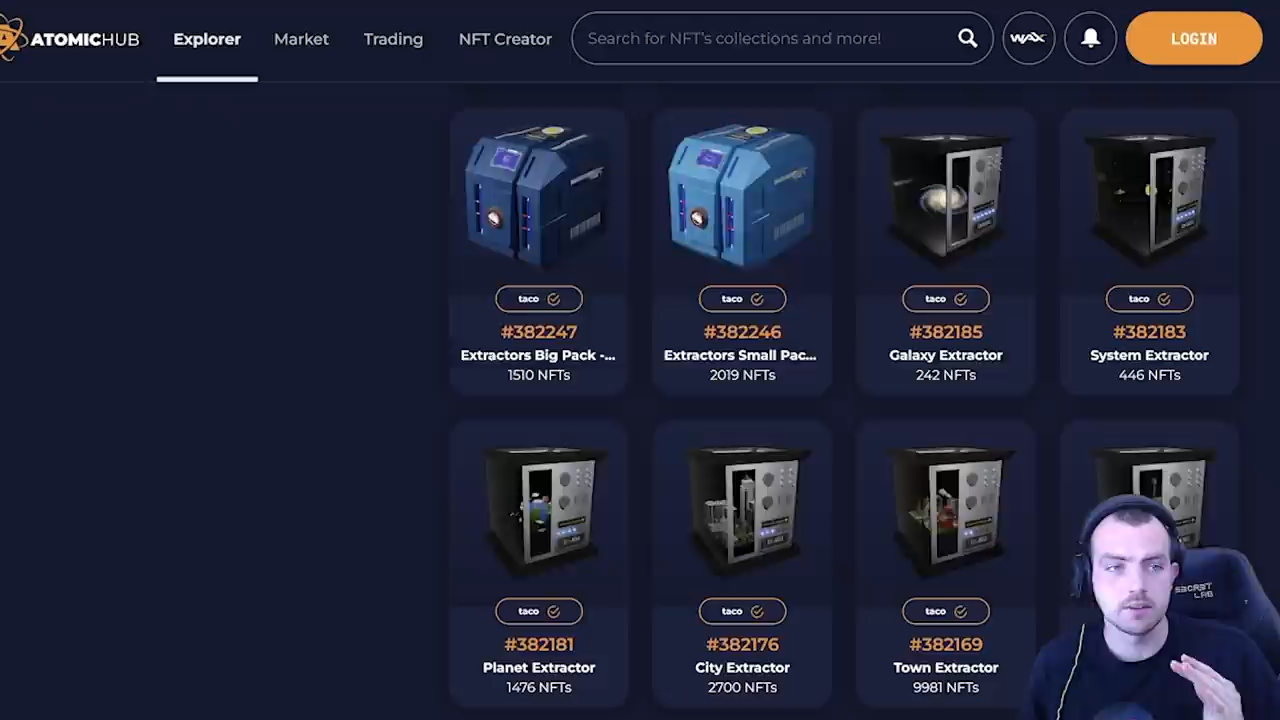 ATOMICHUB
Explorer
Market
Trading
NFT Creator
Search for NFT's collections and more!
WAX
LOGIN
taco
#382247
Extractors Big Pack -...
1510 NFTs
taco
#382246
Extractors Small Pac...
2019 NFTs
taco
#382185
Galaxy Extractor
242 NFTs
taco
#382183
System Extractor
446 NFTs
taco
#382181
Planet Extractor
1476 NFTs
taco
#382176
City Extractor
2700 NFTs
taco
#382169
Town Extractor
9981 NFTs
SECRET
LAB